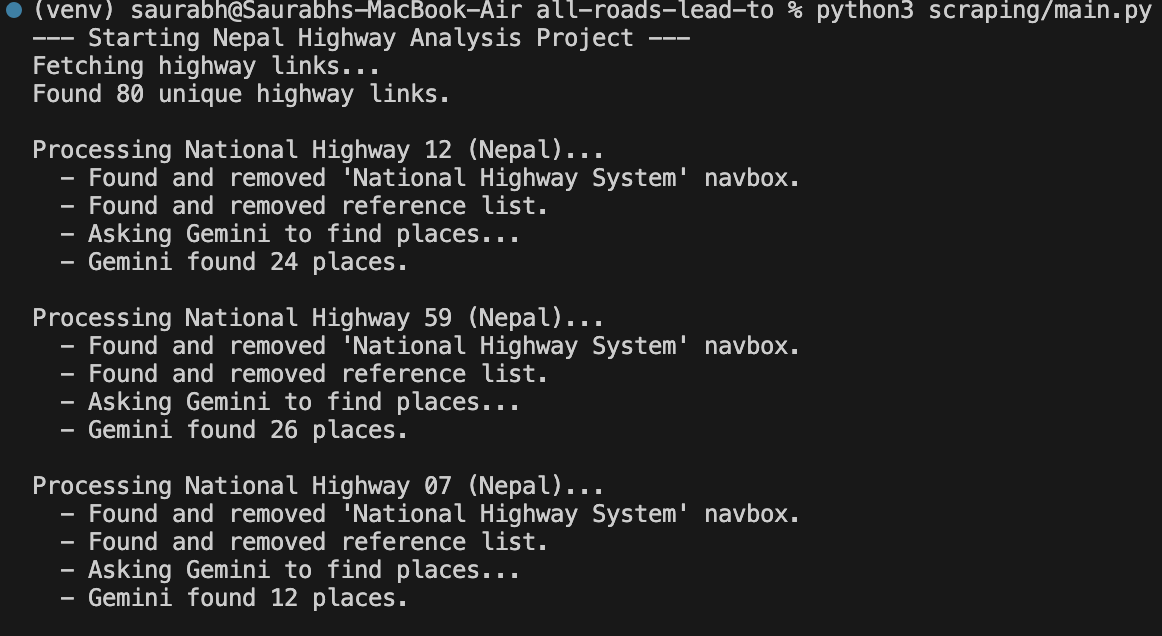 (venv) saurabh@Saurabhs-MacBook-Air all-roads-lead-to % python3 scraping/main.py
--- Starting Nepal Highway Analysis Project ---
Fetching highway links...
Found 80 unique highway links.
Processing National Highway 12 (Nepal)...
- Found and removed 'National Highway System' navbox.
- Found and removed reference list.
- Asking Gemini to find places...
- Gemini found 24 places.
Processing National Highway 59 (Nepal)...
- Found and removed 'National Highway System' navbox.
- Found and removed reference list.
- Asking Gemini to find places...
- Gemini found 26 places.
Processing National Highway 07 (Nepal)...
- Found and removed 'National Highway System' navbox.
- Found and removed reference list.
- Asking Gemini to find places...
- Gemini found 12 places.